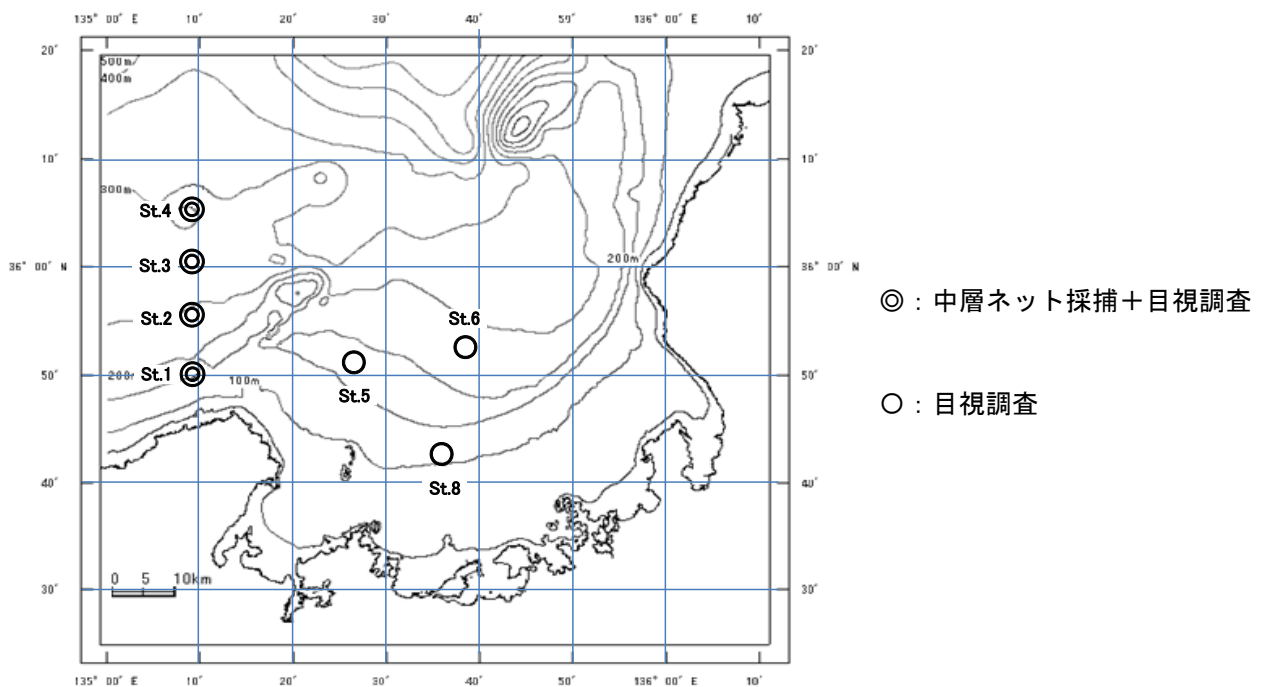 135° 00′ E 10′ 20′ 30′ 40′ 50′ 136° 00′ E 10′
20′ 20′
500m
400m
10′ 10′
300m
St.4
St.3
36° 00′ N 200m 36° 00′ N
◎：中層ネット採捕＋目視調査
St.2 St.6
200m St.1 50′ 50′
100m
St.5
○：目視調査
40′ 40′
St.8
0 5 10km
30′ 30′
135° 00′ E 10′ 20′ 30′ 40′ 50′ 136° 00′ E 10′